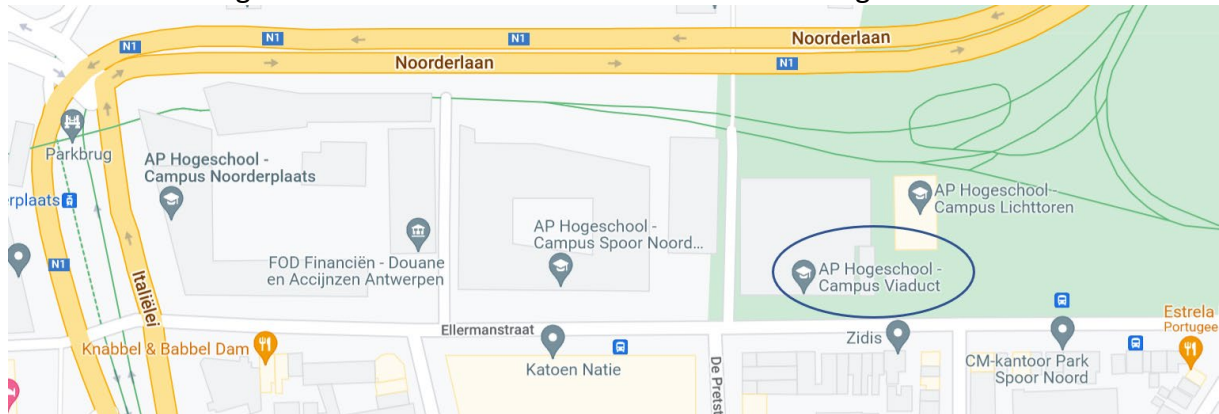 N1
N1
N1
Noorderlaan
Noorderlaan
N1
Parkbrug
AP Hogeschool -
Campus Noorderplaats
rplaats
AP Hogeschool -
Campus Lichttoren
AP Hogeschool -
Campus Spoor Noord...
FOD Financiën - Douane
en Accijnzen Antwerpen
N1
AP Hogeschool -
Campus Viaduct
Italiëlei
Ellermanstraat
Estrela
Portugee
Zidis
Knabbel & Babbel Dam
Katoen Natie
De Pretst
CM-kantoor Park
Spoor Noord